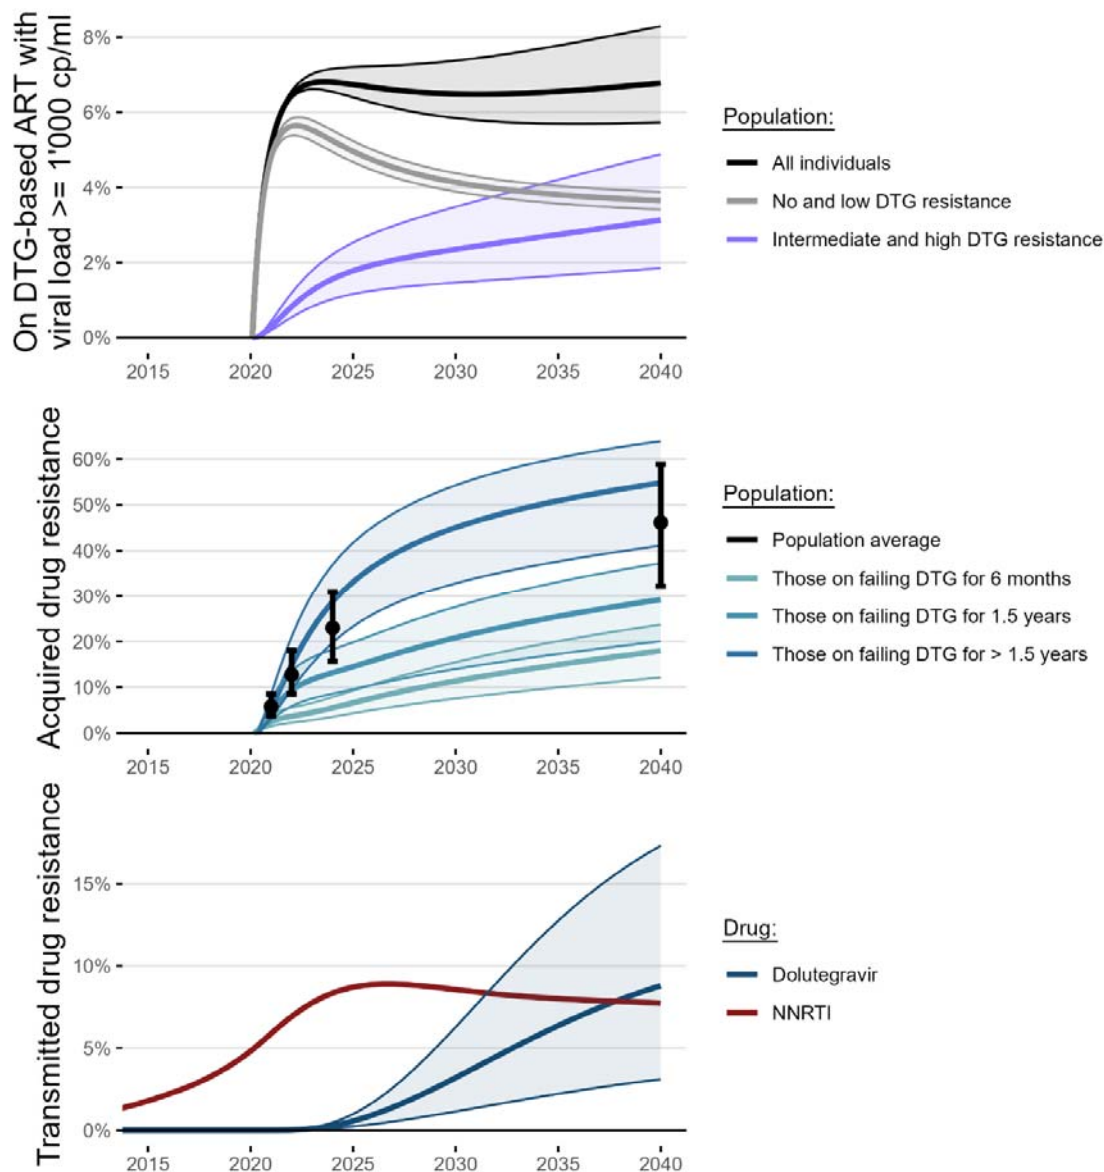 On DTG-based ART with
viral load >= 1'000 cp/ml
8%
6%
4%
2%
0%
2015 2020 2025 2030 2035 2040
Population:
All individuals
No and low DTG resistance
Intermediate and high DTG resistance
Acquired drug resistance
60%
50%
40%
30%
20%
10%
0%
2015 2020 2025 2030 2035 2040
Population:
Population average
Those on failing DTG for 6 months
Those on failing DTG for 1.5 years
Those on failing DTG for > 1.5 years
Transmitted drug resistance
15%
10%
5%
0%
2015 2020 2025 2030 2035 2040
Drug:
Dolutegravir
NNRTI